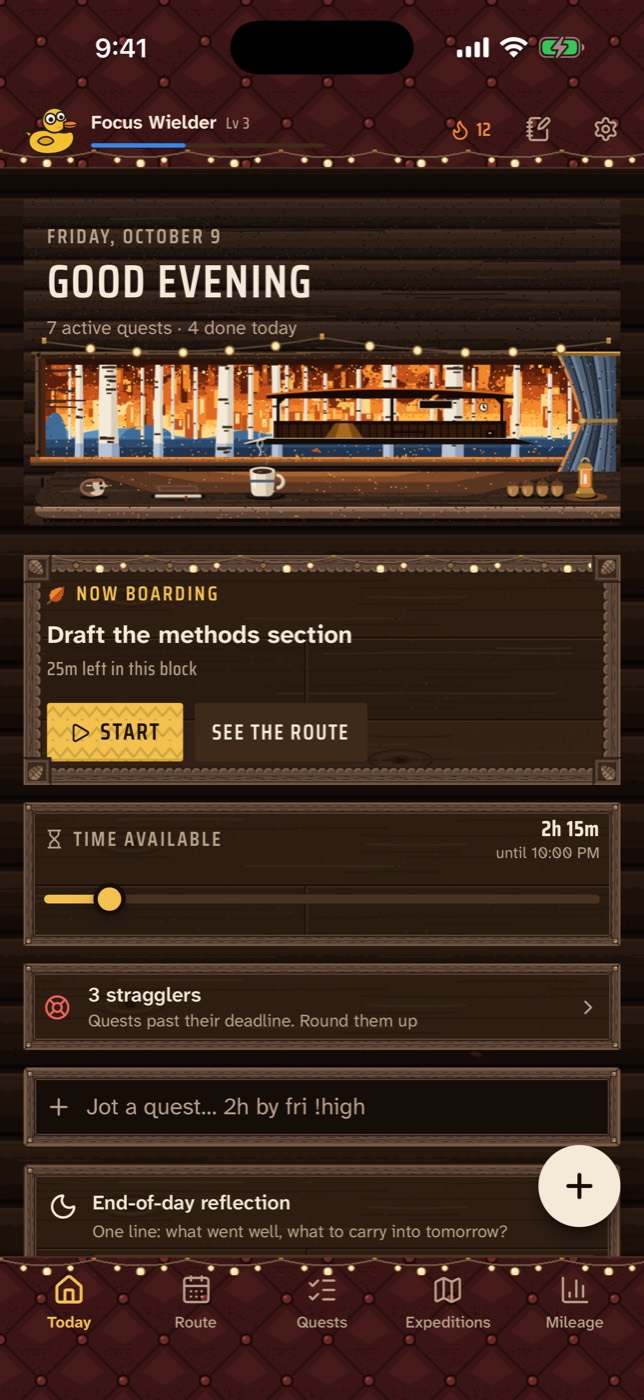 9:41
Focus Wielder Lv 3
12
FRIDAY, OCTOBER 9
GOOD EVENING
7 active quests · 4 done today
NOW BOARDING
Draft the methods section
25m left in this block
START
SEE THE ROUTE
TIME AVAILABLE
2h 15m
until 10:00 PM
3 stragglers
Quests past their deadline. Round them up
Jot a quest... 2h by fri !high
End-of-day reflection
One line: what went well, what to carry into tomorrow?
Today
Route
Quests
Expeditions
Mileage